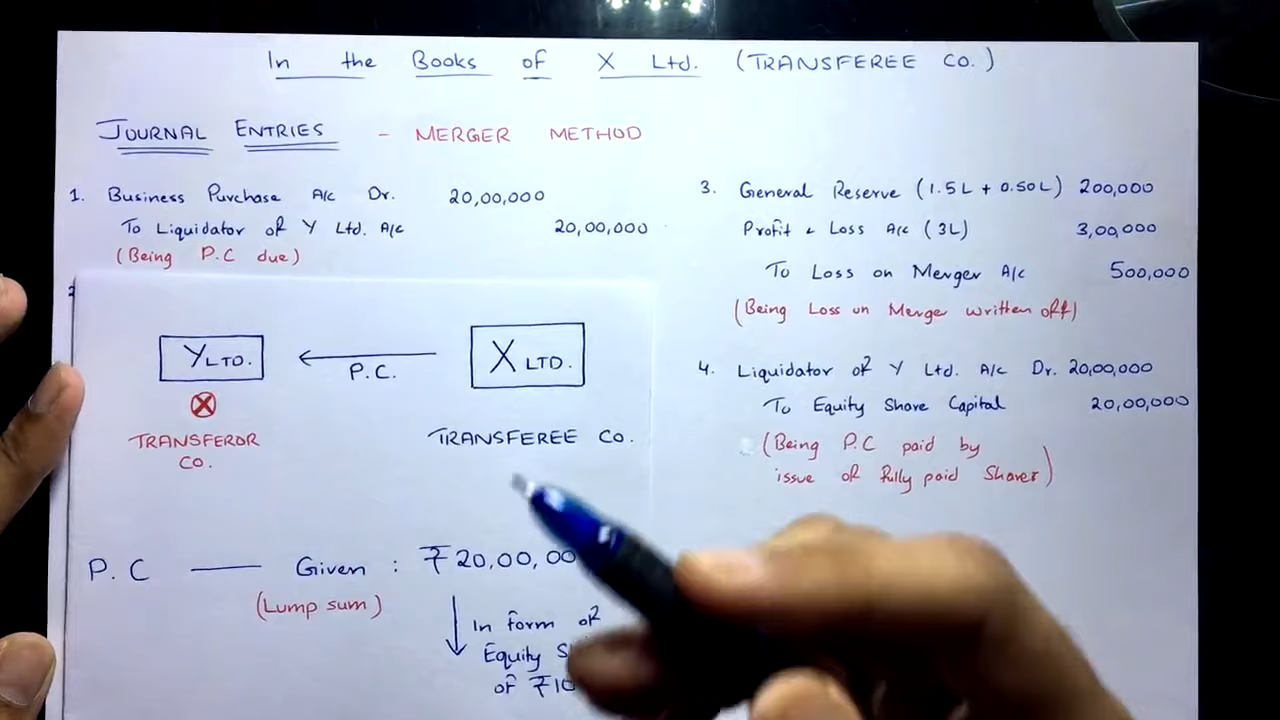 In the Books of X Ltd. (TRANSFEREE CO.)
JOURNAL ENTRIES - MERGER METHOD
1. Business Purchase A/c Dr. 20,00,000
To Liquidator of Y Ltd. A/c 20,00,000
(Being P.C due)
Y LTD.
X LTD.
P.C.
TRANSFEROR
CO.
TRANSFEREE CO.
P.C — Given : ₹20,00,00
(Lump sum)
In form of
Equity S
of ₹10
3. General Reserve (1.5L + 0.50L) 200,000
Profit & Loss A/c (3L) 3,00,000
To Loss on Merger A/c 500,000
(Being Loss on Merger written off)
4. Liquidator of Y Ltd. A/c Dr. 20,00,000
To Equity Share Capital 20,00,000
(Being P.C paid by
issue of fully paid Shares)